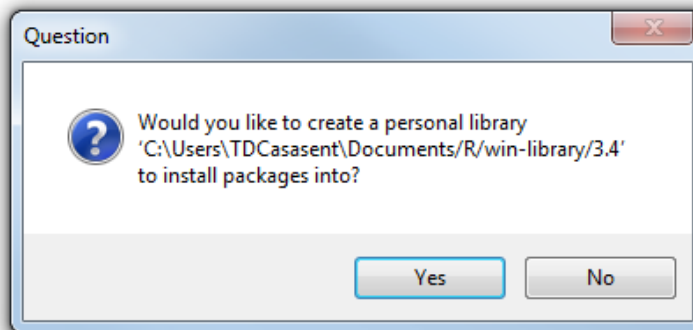 Question
Would you like to create a personal library
‘C:\Users\TDCasasent\Documents/R/win-library/3.4’
to install packages into?
Yes
No